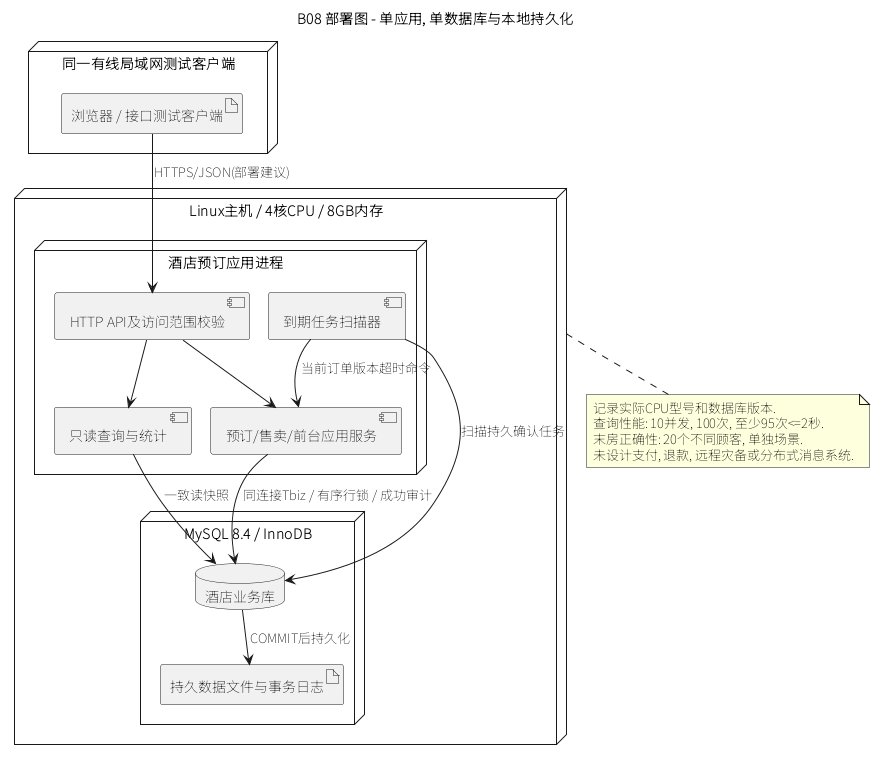 B08 部署图 - 单应用, 单数据库与本地持久化
同一有线局域网测试客户端
浏览器 / 接口测试客户端
HTTPS/JSON(部署建议)
Linux主机 / 4核CPU / 8GB内存
酒店预订应用进程
HTTP API及访问范围校验
到期任务扫描器
当前订单版本超时命令
只读查询与统计
预订/售卖/前台应用服务
扫描持久确认任务
记录实际CPU型号和数据库版本.
查询性能: 10并发, 100次, 至少95次<=2秒.
末房正确性: 20个不同顾客, 单独场景.
未设计支付, 退款, 远程灾备或分布式消息系统.
一致读快照
同连接Tbiz / 有序行锁 / 成功审计
MySQL 8.4 / InnoDB
酒店业务库
COMMIT后持久化
持久数据文件与事务日志